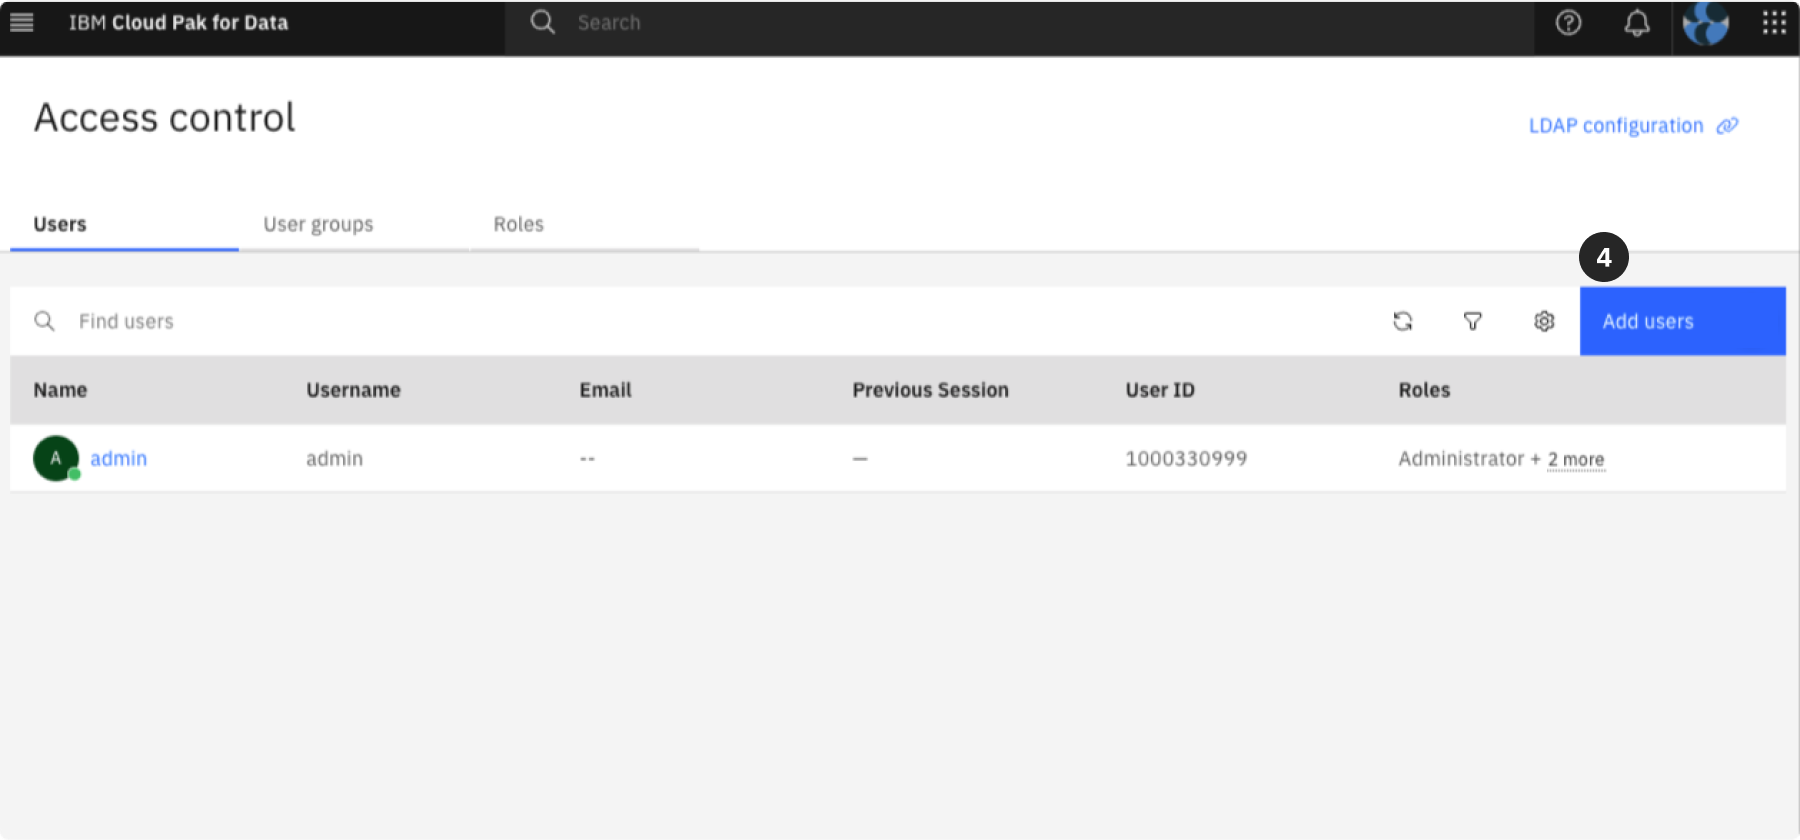 IBM Cloud Pak for Data
Search
Access control
LDAP configuration
Users
User groups
Roles
4
Find users
Add users
Name
Username
Email
Previous Session
User ID
Roles
A
admin
admin
--
—
1000330999
Administrator + 2 more